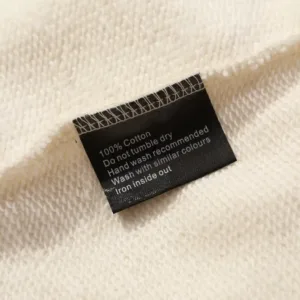 100% Cotton
Do not tumble dry
Hand wash recommended
Wash with similar colours
Iron inside out